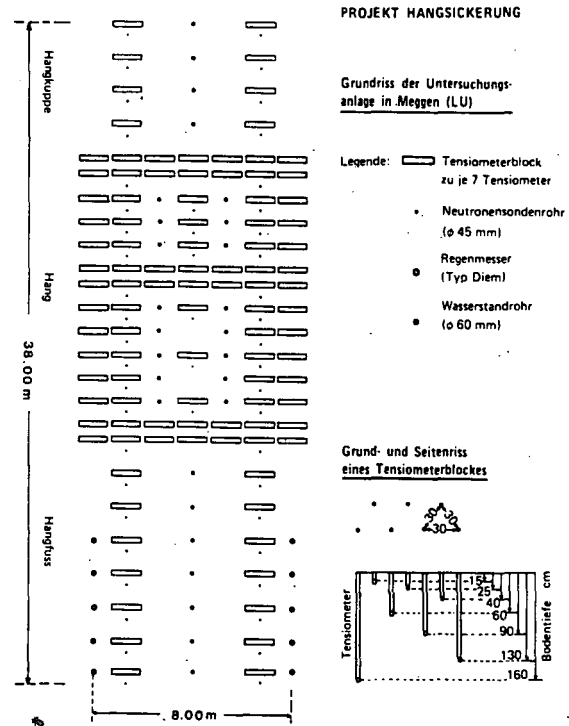 PROJEKT HANGSICKERUNG
Grundriss der Untersuchungs-
anlage in Meggen (LU)
Legende: Tensiometerblock
zu je 7 Tensiometer
Neutronensondenrohr
(ø 45 mm)
Regenmesser
(Typ Diem)
Wasserstandrohr
(ø 60 mm)
Hangkuppe
Hang
Hangfuss
38.00 m
8.00 m
Grund- und Seitenriss
eines Tensiometerblockes
30 30
30
Tensiometer
15
25
40
60
90
130
160
cm
Bodentiefe